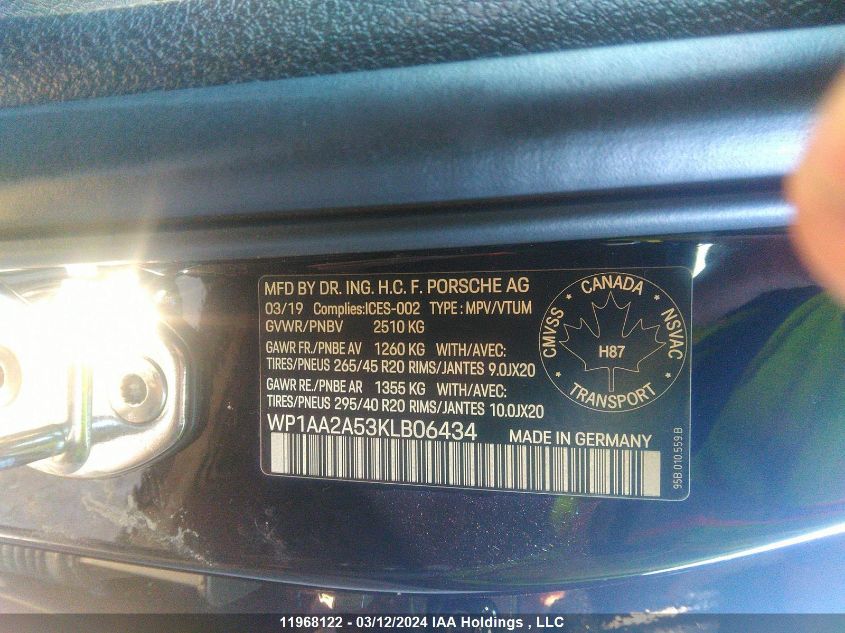 MFD BY DR. ING. H.C. F. PORSCHE AG
03/19 Complies:ICES-002 TYPE : MPV/VTUM
GVWR/PNBV 2510 KG
GAWR FR./PNBE AV 1260 KG WITH/AVEC:
TIRES/PNEUS 265/45 R20 RIMS/JANTES 9.0JX20
GAWR RE./PNBE AR 1355 KG WITH/AVEC:
TIRES/PNEUS 295/40 R20 RIMS/JANTES 10.0JX20
WP1AA2A53KLB06434 MADE IN GERMANY
CANADA
CMVSS
NSVAC
H87
TRANSPORT
95B 010 559 B
11968122 - 03/12/2024 IAA Holdings , LLC